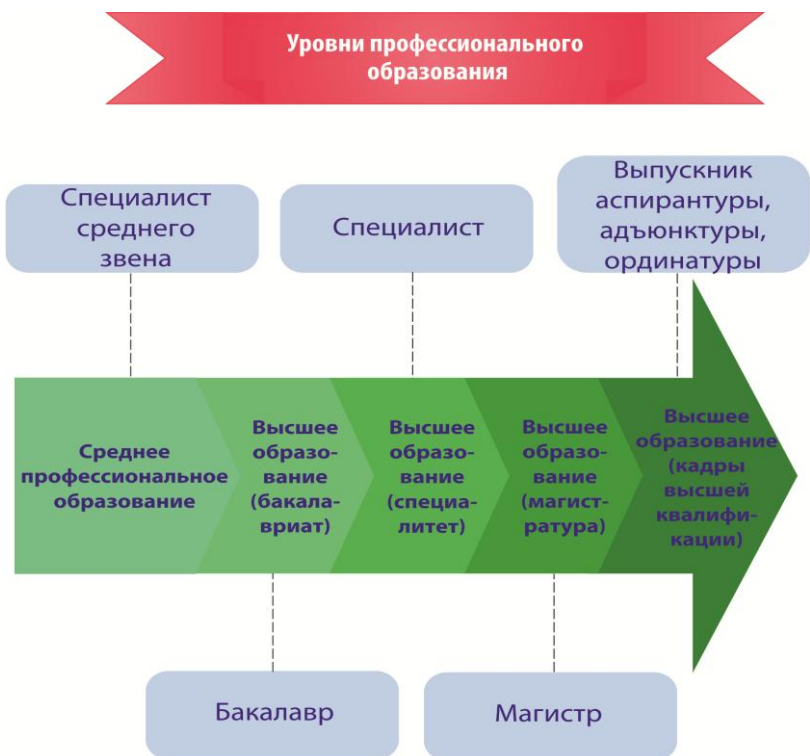 Уровни профессионального
образования
Специалист
среднего
звена
Специалист
Выпускник
аспирантуры,
адъюнктуры,
ординатуры
Среднее
профессиональное
образование
Высшее
образо-
вание
(бакала-
вриат)
Высшее
образо-
вание
(специа-
литет)
Высшее
образо-
вание
(магист-
ратура)
Высшее
образование
(кадры
высшей
квалифи-
кации)
Бакалавр
Магистр